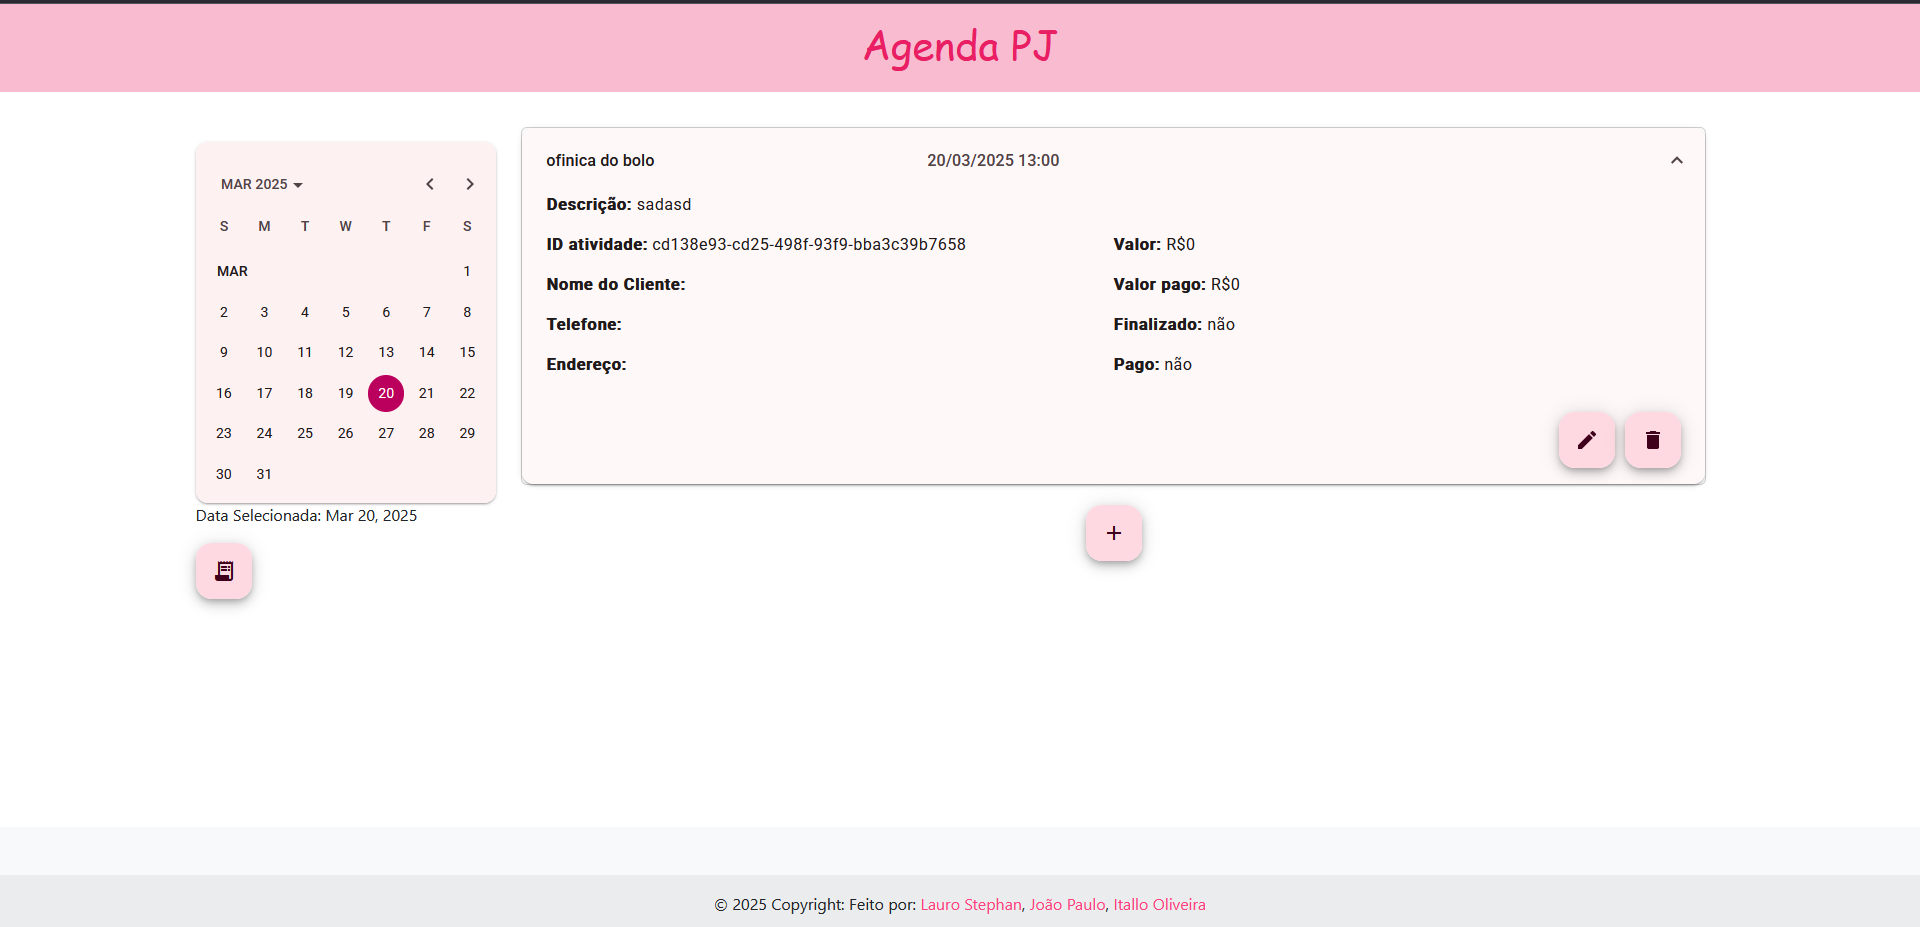 Agenda PJ
MAR 2025
S M T W T F S
MAR 1
2 3 4 5 6 7 8
9 10 11 12 13 14 15
16 17 18 19 20 21 22
23 24 25 26 27 28 29
30 31
Data Selecionada: Mar 20, 2025
ofinica do bolo 20/03/2025 13:00
Descrição: sadasd
ID atividade: cd138e93-cd25-498f-93f9-bba3c39b7658 Valor: R$0
Nome do Cliente: Valor pago: R$0
Telefone: Finalizado: não
Endereço: Pago: não
© 2025 Copyright: Feito por: Lauro Stephan, João Paulo, Itallo Oliveira